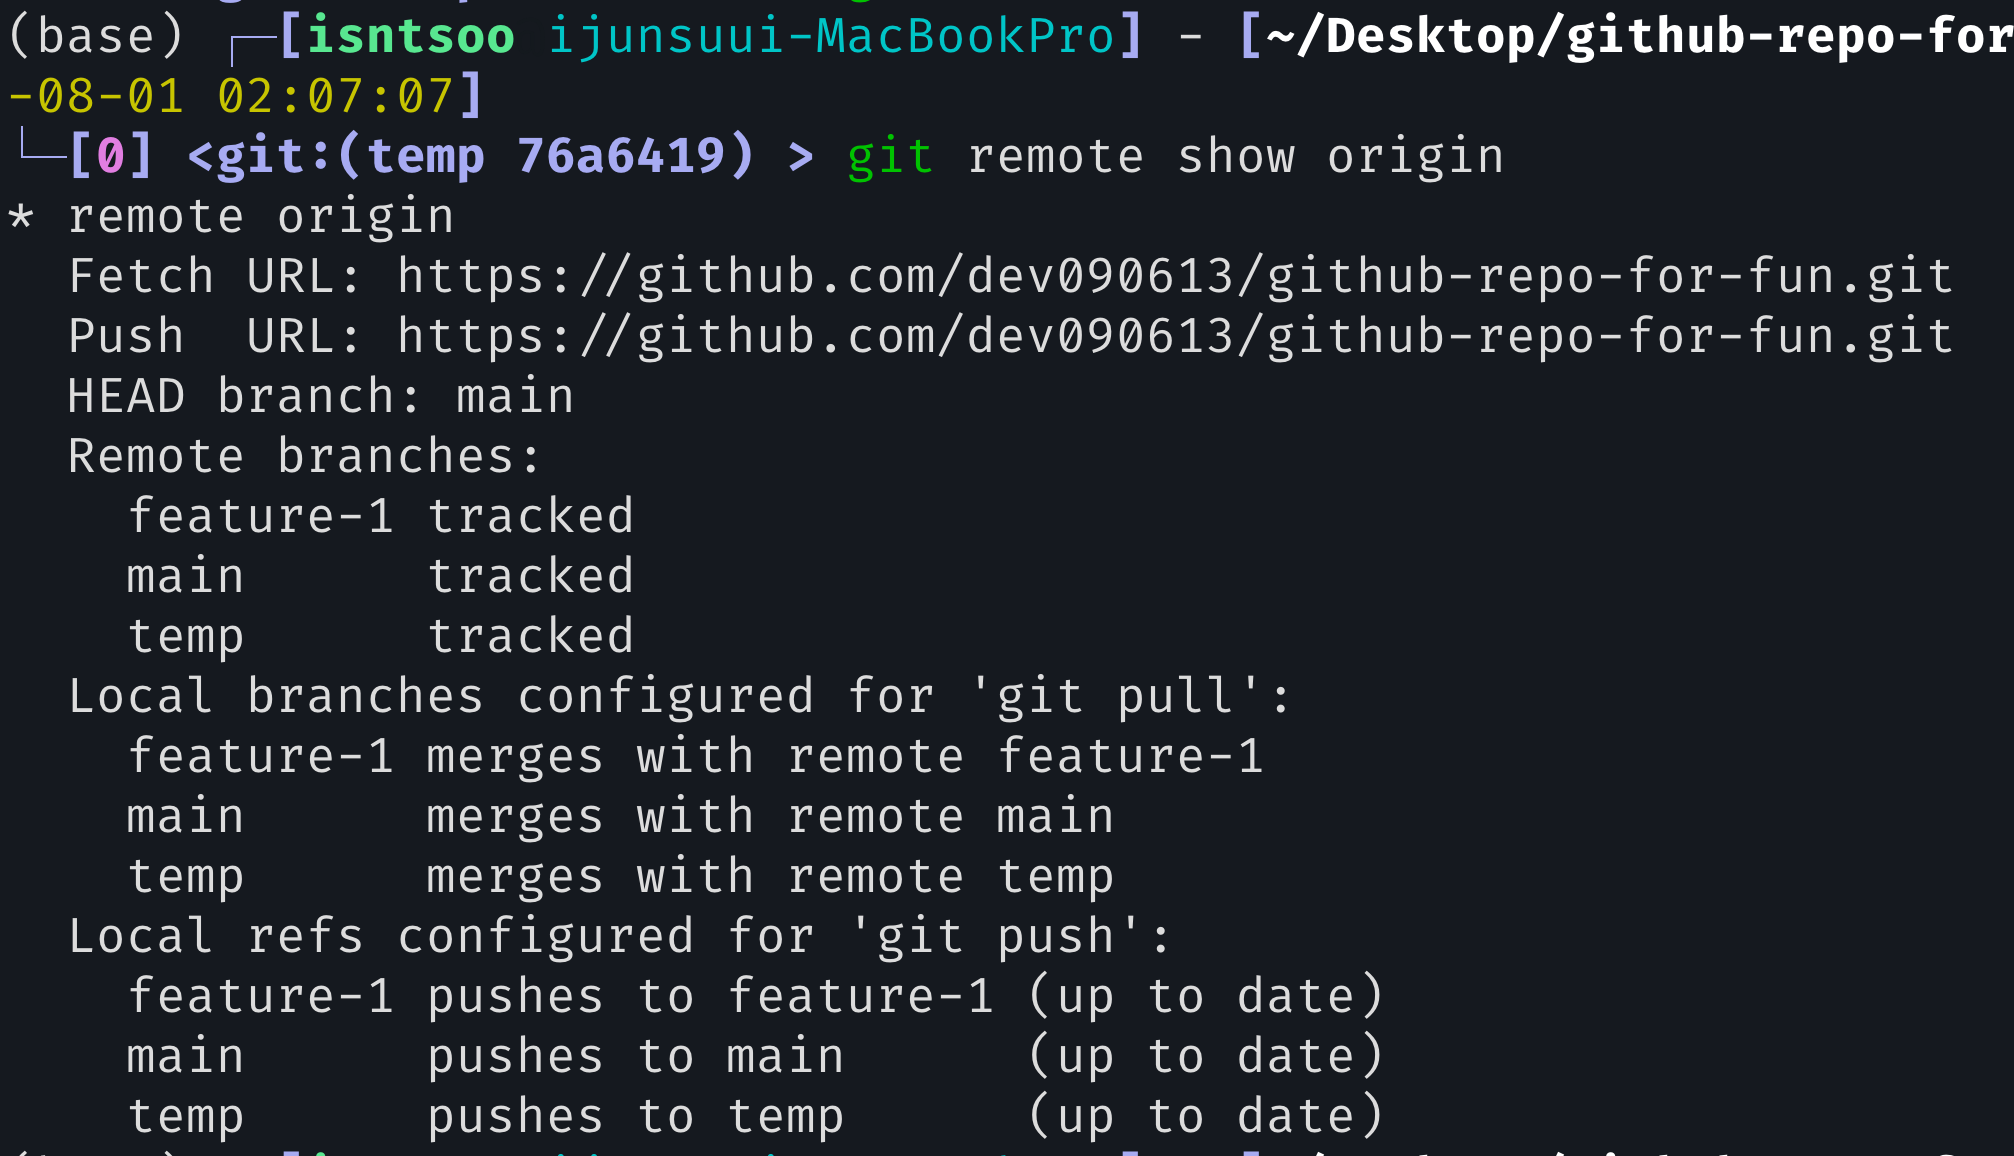 (base) ┌─[isntsoo ijunsuui-MacBookPro] - [~/Desktop/github-repo-for
-08-01 02:07:07]
└─[0] <git:(temp 76a6419) > git remote show origin
* remote origin
  Fetch URL: https://github.com/dev090613/github-repo-for-fun.git
  Push  URL: https://github.com/dev090613/github-repo-for-fun.git
  HEAD branch: main
  Remote branches:
    feature-1 tracked
    main      tracked
    temp      tracked
  Local branches configured for 'git pull':
    feature-1 merges with remote feature-1
    main      merges with remote main
    temp      merges with remote temp
  Local refs configured for 'git push':
    feature-1 pushes to feature-1 (up to date)
    main      pushes to main      (up to date)
    temp      pushes to temp      (up to date)